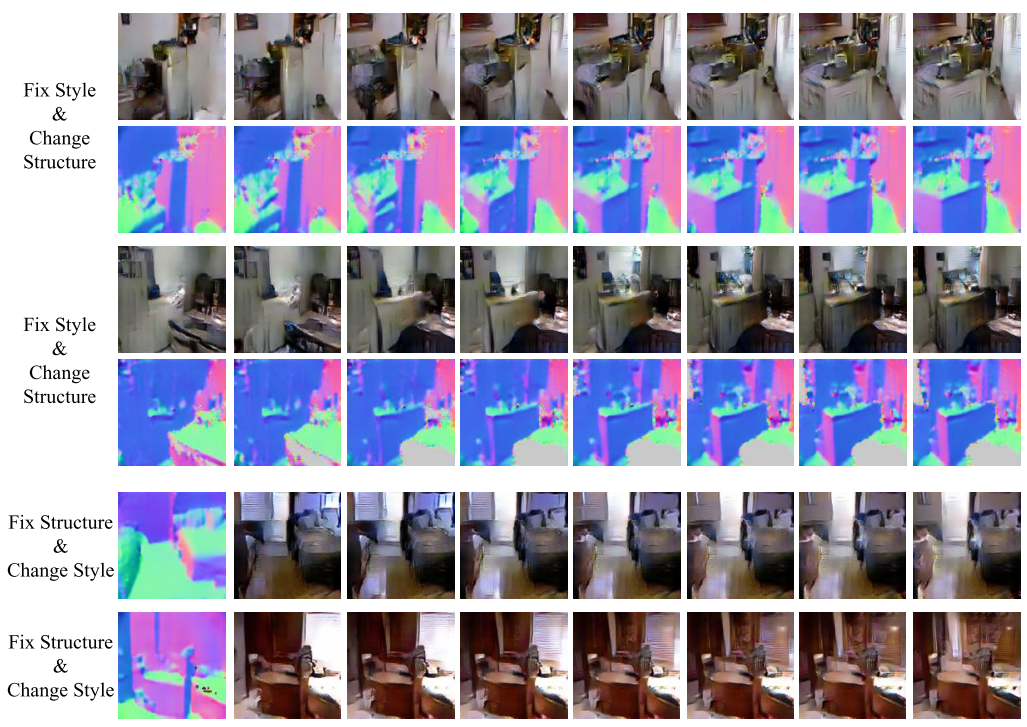 Fix Style
&
Change
Structure
Fix Style
&
Change
Structure
Fix Structure
&
Change Style
Fix Structure
&
Change Style